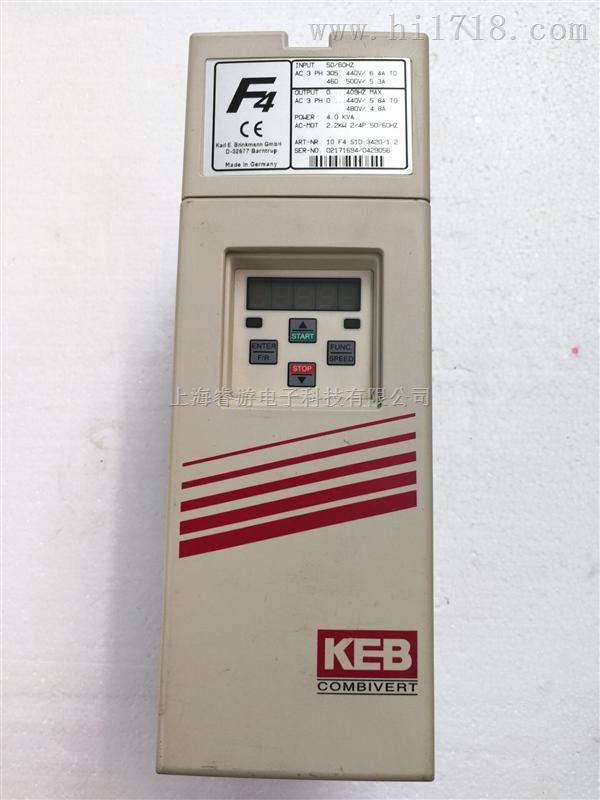 www.hi1718.com
F4
CE
Karl E. Brinkmann GmbH
D-32677 Barntrup
Made in Germany
INPUT 50/60HZ
AC 3 PH 305...440V/ 6.4A TO
460..500V/ 5.3A
OUTPUT 0... 409HZ MAX
AC 3 PH 0....440V/ 5.8A TO
480V/ 4.8A
POWER 4.0 KVA
AC-MOT 2.2KW 2/4P 50/60HZ
ART-NR. 10.F4.S1D-3420/1.2
SER-NO. 02171694/0429056
START
ENTER
F/R
FUNC.
SPEED
STOP
上海睿游电子科技有限公司
KEB
COMBIVERT